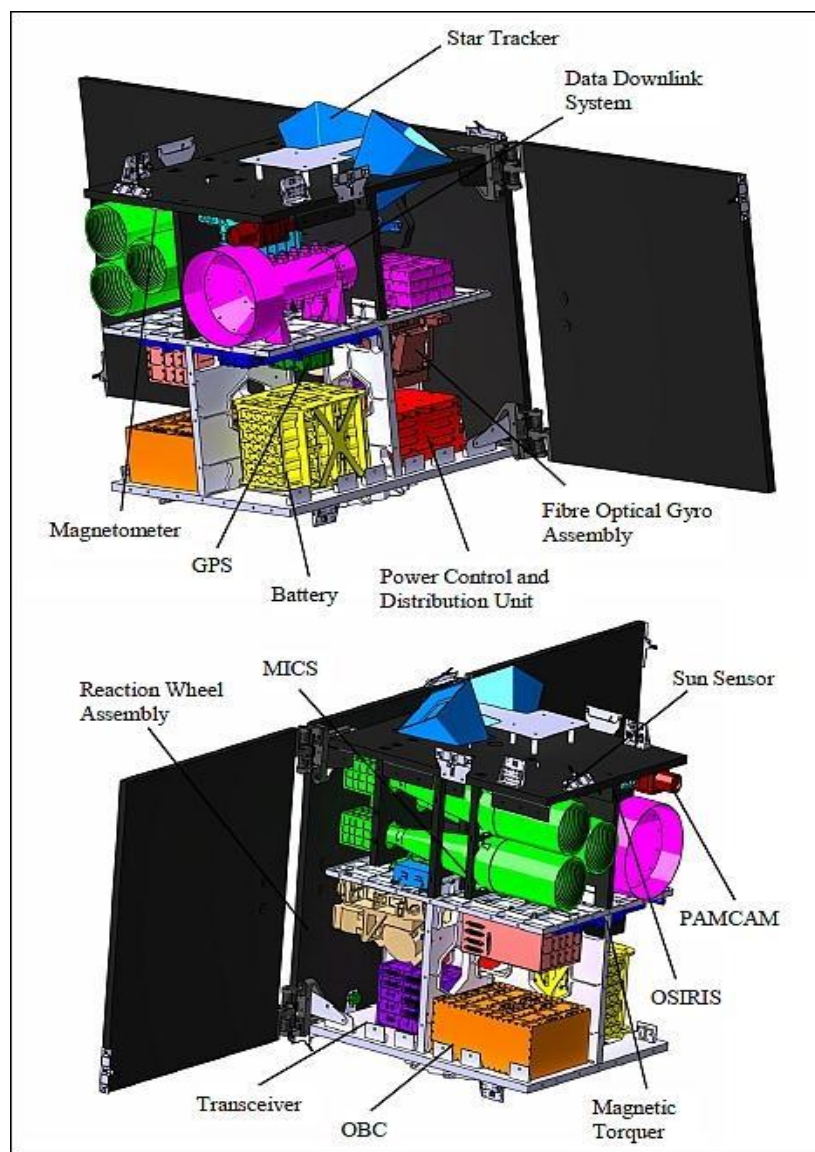 Star Tracker
Data Downlink
System
Magnetometer
GPS
Battery
Power Control and
Distribution Unit
Fibre Optical Gyro
Assembly
MICS
Reaction Wheel
Assembly
Sun Sensor
PAMCAM
OSIRIS
Transceiver
OBC
Magnetic
Torquer